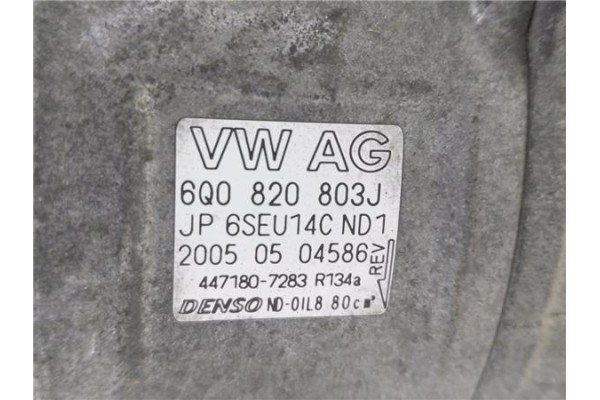 VW AG
6Q0 820 803J
JP 6SEU14C ND1
2005 05 04586
REV
447180-7283 R134a
DENSO ND-OIL8 80cm³